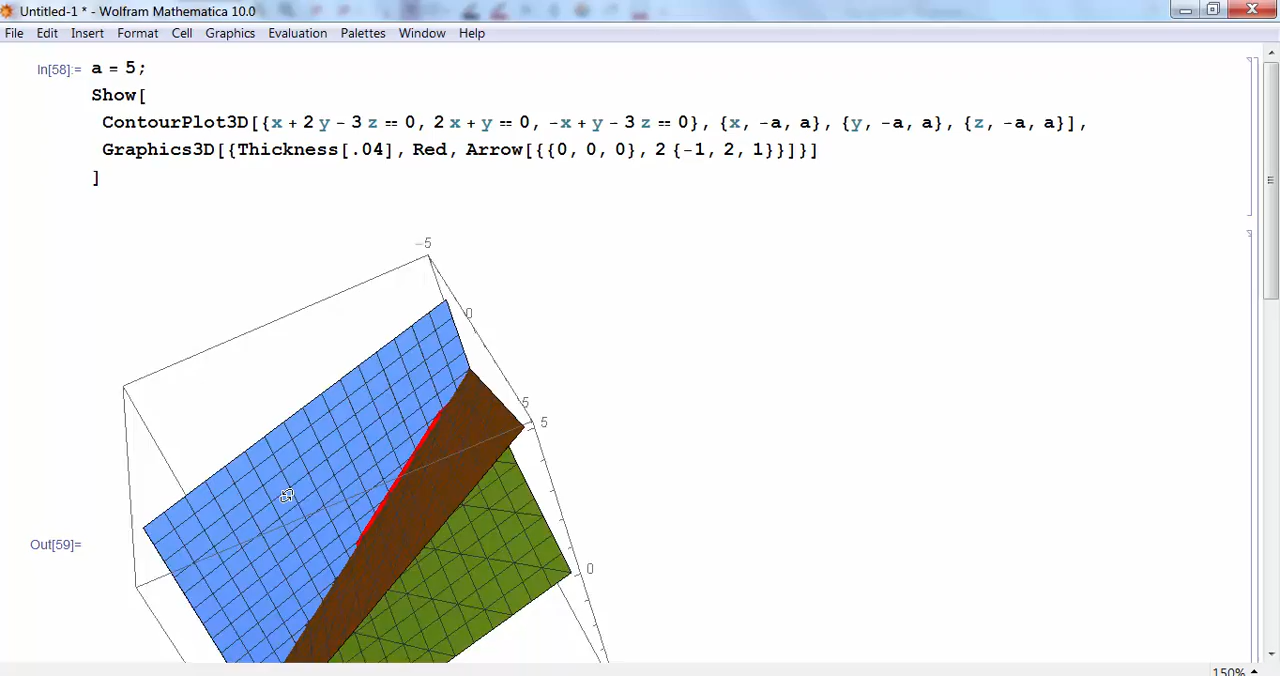 Untitled-1 * - Wolfram Mathematica 10.0
File Edit Insert Format Cell Graphics Evaluation Palettes Window Help
In[58]:= a = 5;
Show[
ContourPlot3D[{x + 2 y - 3 z == 0, 2 x + y == 0, -x + y - 3 z == 0}, {x, -a, a}, {y, -a, a}, {z, -a, a}],
Graphics3D[{Thickness[.04], Red, Arrow[{{0, 0, 0}, 2 {-1, 2, 1}}]}]
]
-5
0
5
5
0
Out[59]=
150%